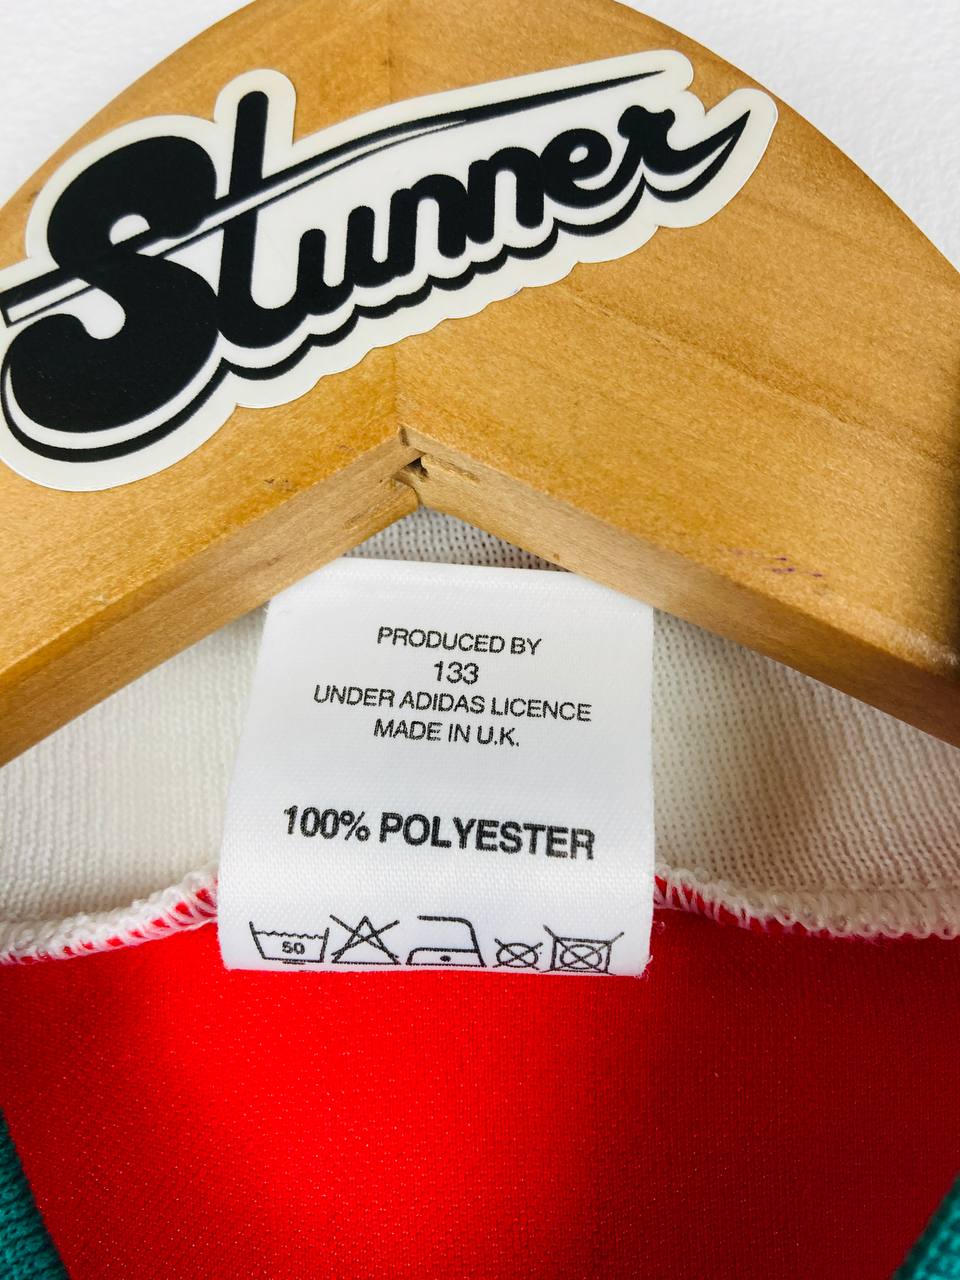 Stunner
PRODUCED BY
133
UNDER ADIDAS LICENCE
MADE IN U.K.
100% POLYESTER
50